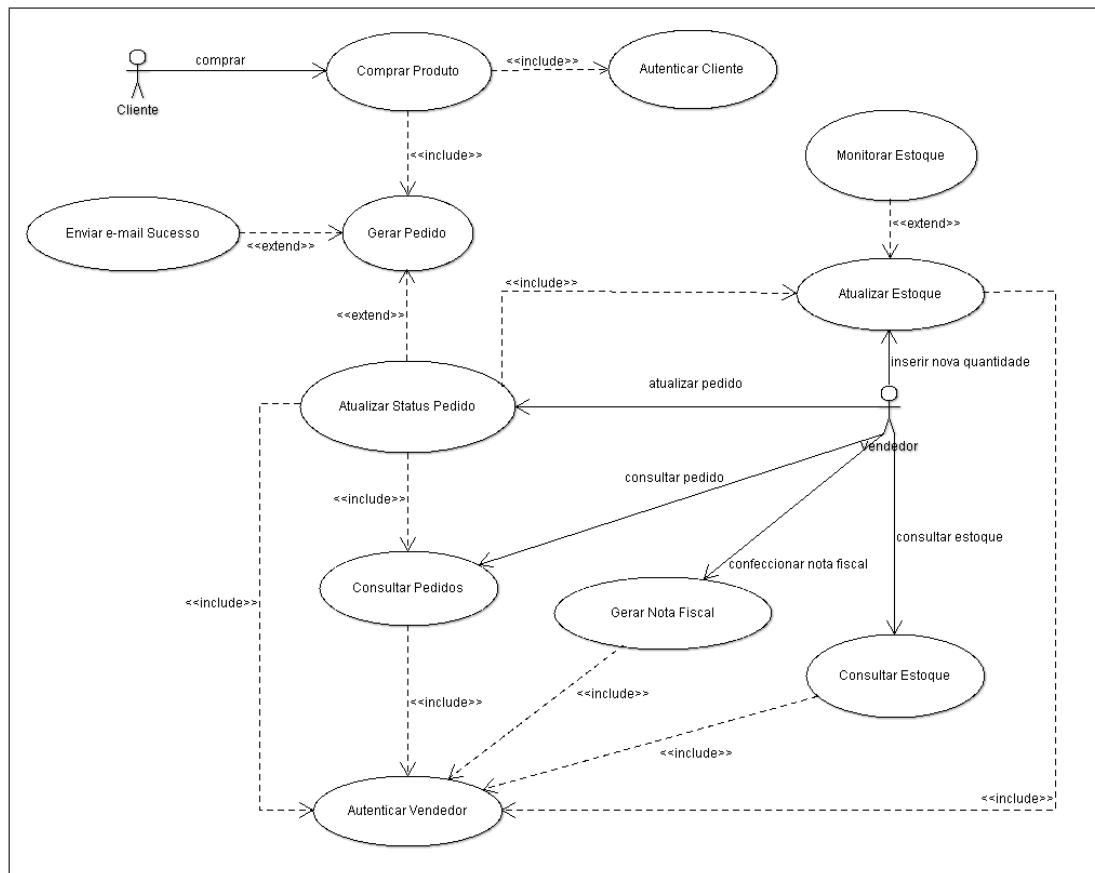 comprar
Comprar Produto
<<include>>
Autenticar Cliente
Cliente
<<include>>
Monitorar Estoque
Enviar e-mail Sucesso
<<extend>>
Gerar Pedido
<<extend>>
<<include>>
Atualizar Estoque
<<extend>>
inserir nova quantidade
atualizar pedido
Atualizar Status Pedido
Vendedor
consultar pedido
<<include>>
consultar estoque
confeccionar nota fiscal
Consultar Pedidos
<<include>>
Gerar Nota Fiscal
Consultar Estoque
<<include>>
<<include>>
<<include>>
<<include>>
Autenticar Vendedor